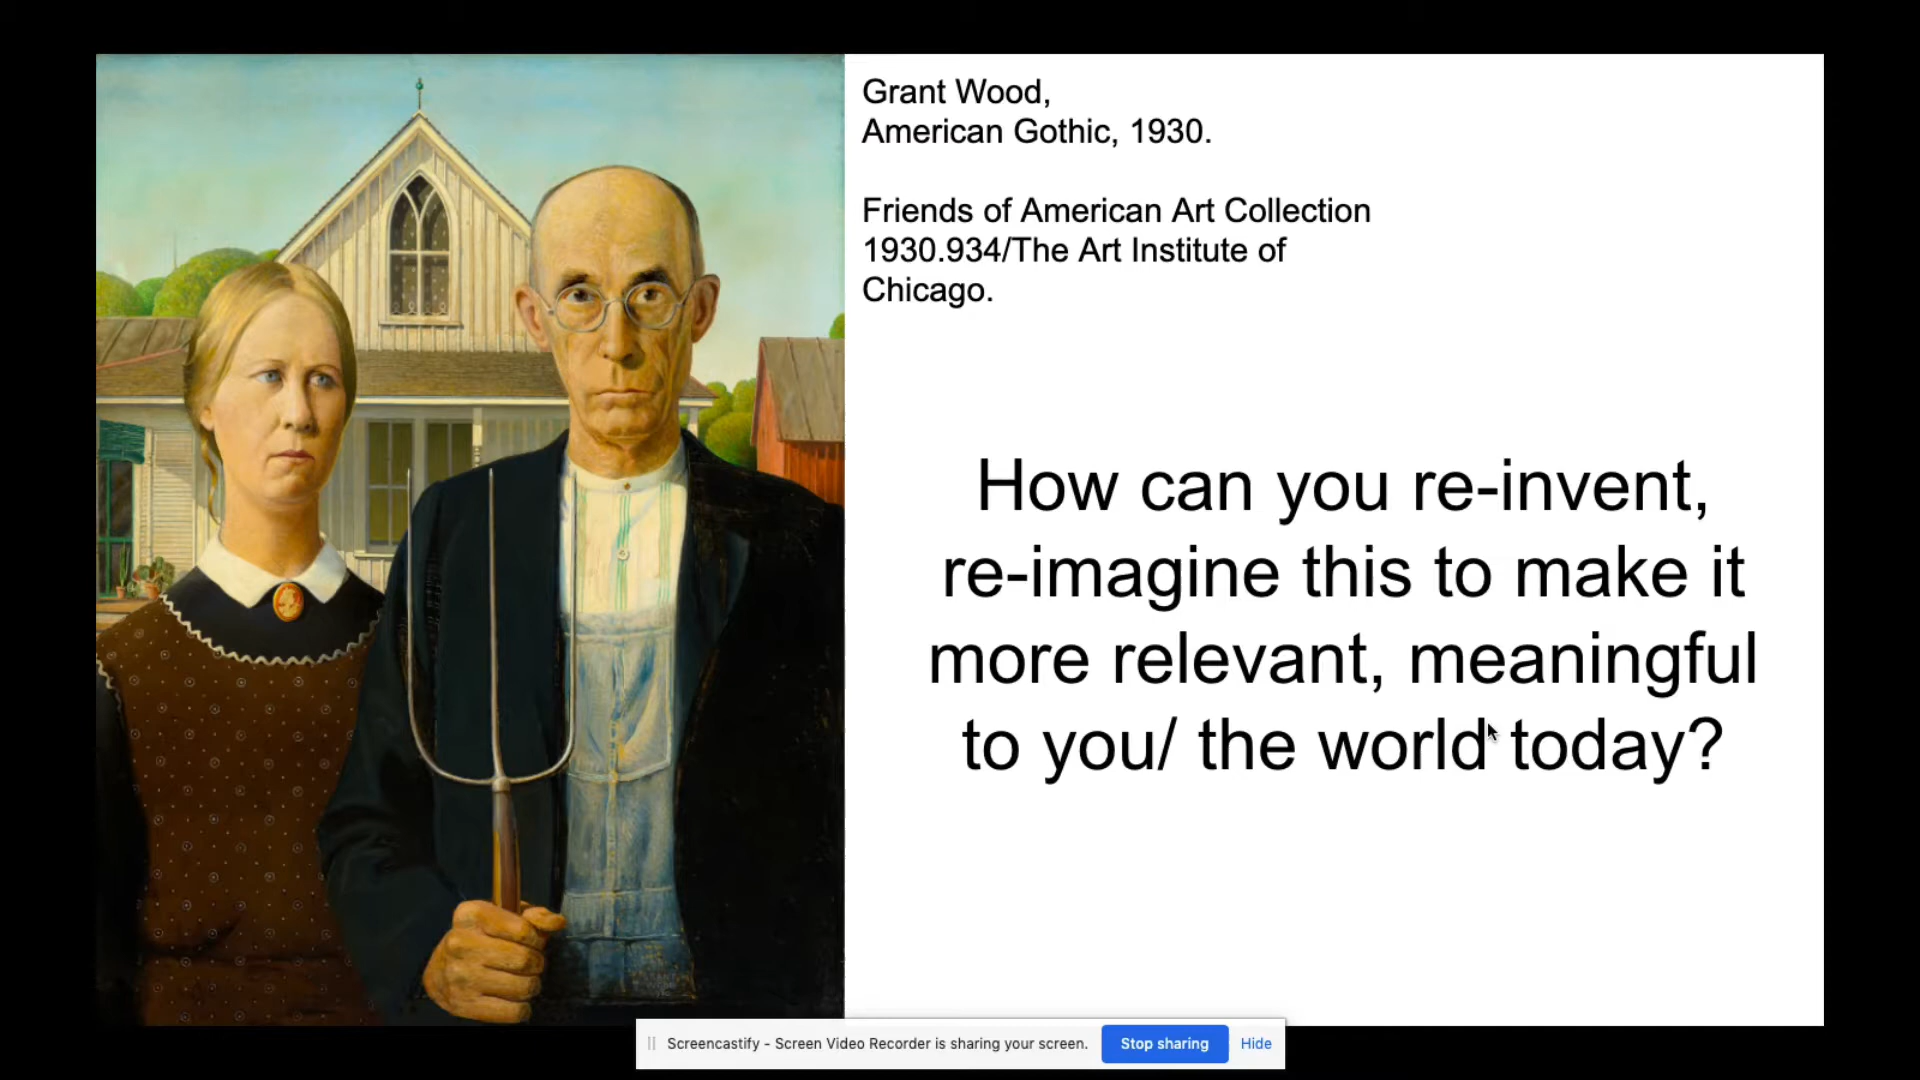 Grant Wood,
American Gothic, 1930.
Friends of American Art Collection
1930.934/The Art Institute of
Chicago.
How can you re-invent,
re-imagine this to make it
more relevant, meaningful
to you/ the world today?
Screencastify - Screen Video Recorder is sharing your screen. Stop sharing Hide